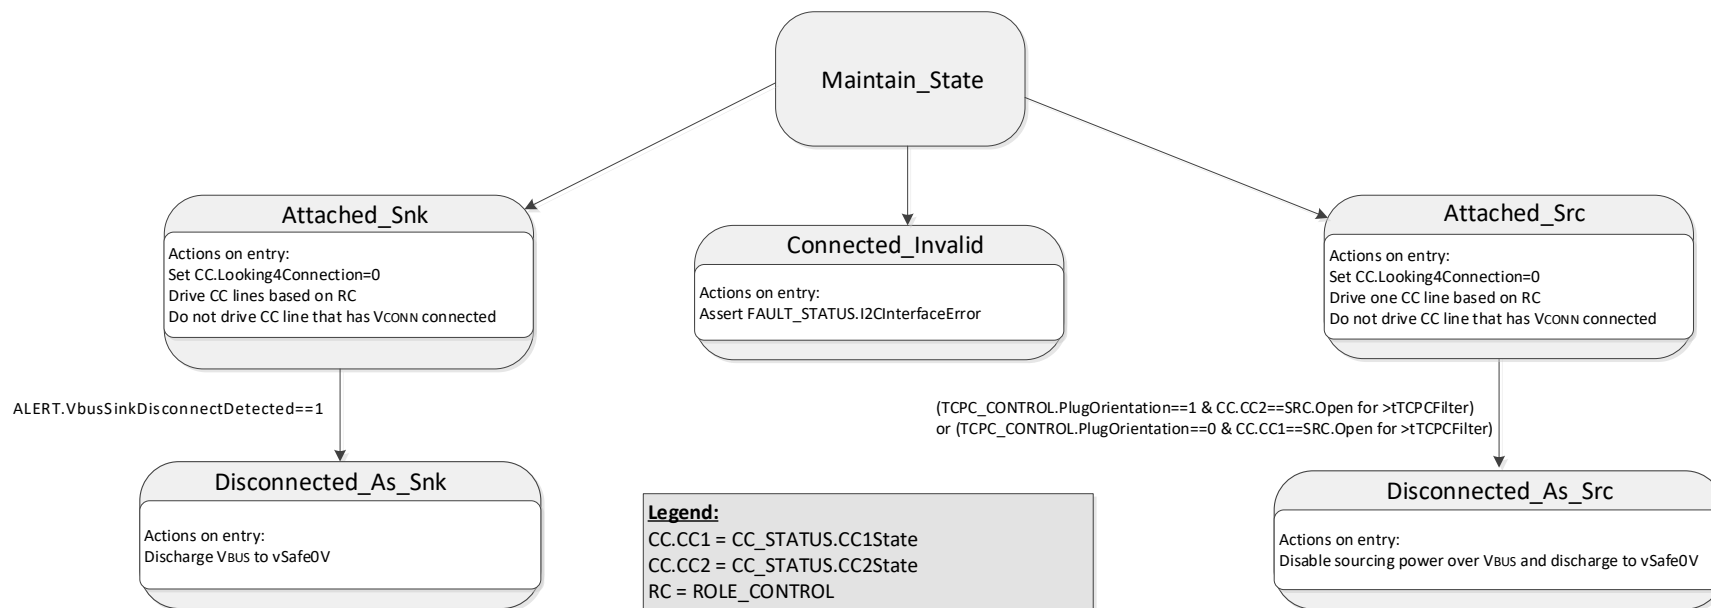 Maintain_State
Attached_Snk
Actions on entry:
Set CC.Looking4Connection=0
Drive CC lines based on RC
Do not drive CC line that has VCONN connected
Connected_Invalid
Actions on entry:
Assert FAULT_STATUS.I2CInterfaceError
Attached_Src
Actions on entry:
Set CC.Looking4Connection=0
Drive one CC line based on RC
Do not drive CC line that has VCONN connected
ALERT.VbusSinkDisconnectDetected==1
(TCPC_CONTROL.PlugOrientation==1 & CC.CC2==SRC.Open for >tTCPCFilter)
or (TCPC_CONTROL.PlugOrientation==0 & CC.CC1==SRC.Open for >tTCPCFilter)
Disconnected_As_Snk
Actions on entry:
Discharge VBUS to vSafe0V
Legend:
CC.CC1 = CC_STATUS.CC1State
CC.CC2 = CC_STATUS.CC2State
RC = ROLE_CONTROL
Disconnected_As_Src
Actions on entry:
Disable sourcing power over VBUS and discharge to vSafe0V